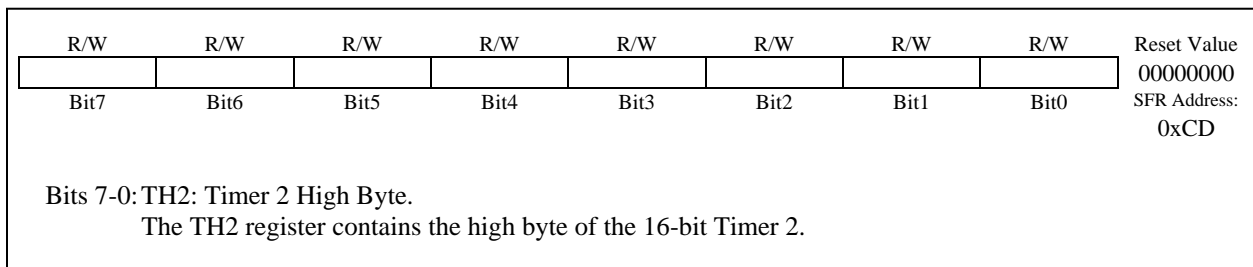 R/W R/W R/W R/W R/W R/W R/W R/W Reset Value
00000000
Bit7 Bit6 Bit5 Bit4 Bit3 Bit2 Bit1 Bit0 SFR Address:
0xCD
Bits 7-0: TH2: Timer 2 High Byte.
The TH2 register contains the high byte of the 16-bit Timer 2.